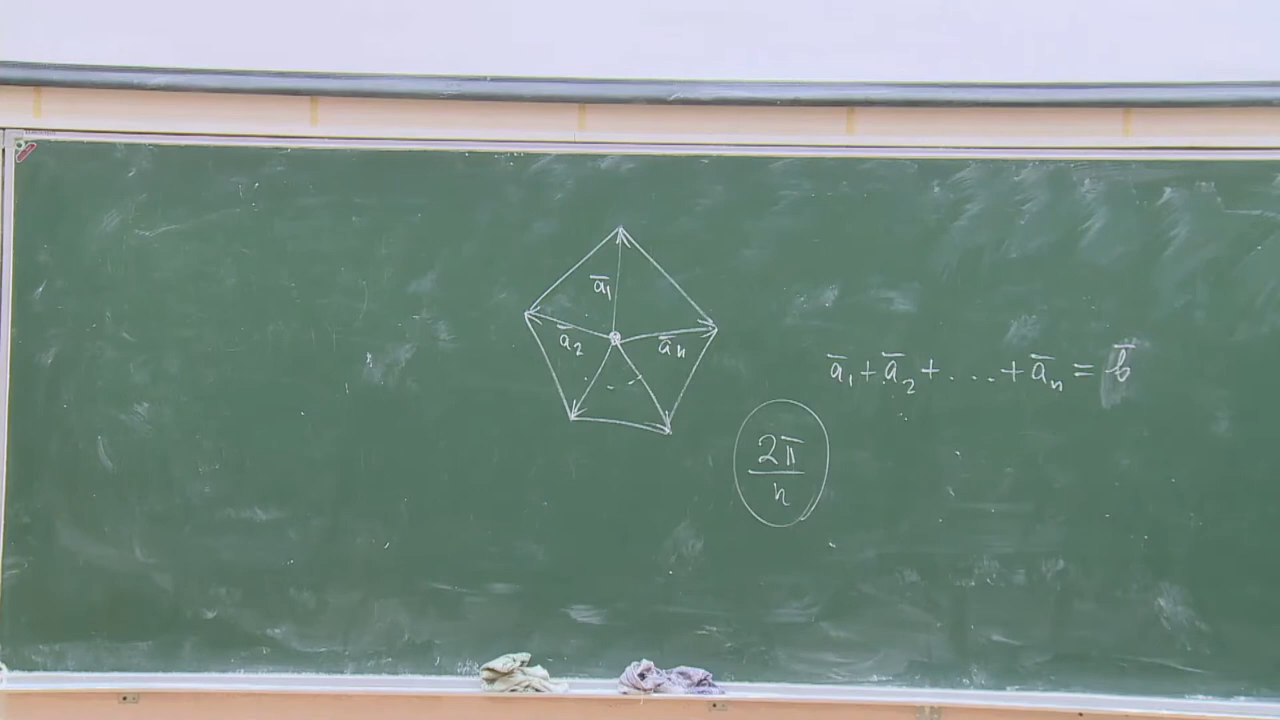 ā₁
ā₂
āₙ
ā₁ + ā₂ + . . . + āₙ = b̄
2π
n